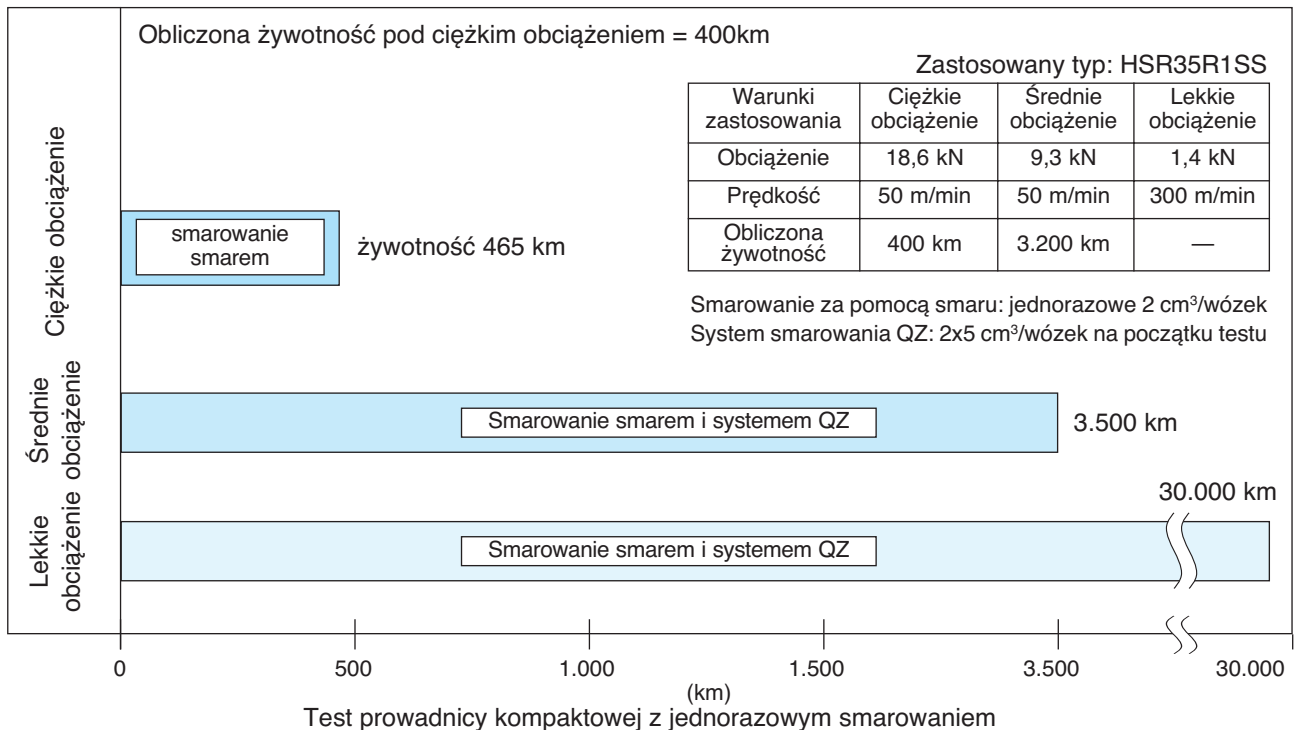 Obliczona żywotność pod ciężkim obciążeniem = 400km
Zastosowany typ: HSR35R1SS
Warunki zastosowania Ciężkie obciążenie Średnie obciążenie Lekkie obciążenie
Obciążenie 18,6 kN 9,3 kN 1,4 kN
Prędkość 50 m/min 50 m/min 300 m/min
Obliczona żywotność 400 km 3.200 km —
Smarowanie za pomocą smaru: jednorazowe 2 cm³/wózek
System smarowania QZ: 2x5 cm³/wózek na początku testu
Ciężkie obciążenie
smarowanie
smarem
żywotność 465 km
Średnie
obciążenie
Smarowanie smarem i systemem QZ
3.500 km
Lekkie
obciążenie
Smarowanie smarem i systemem QZ
30.000 km
0 500 1.000 1.500 3.500 30.000
(km)
Test prowadnicy kompaktowej z jednorazowym smarowaniem